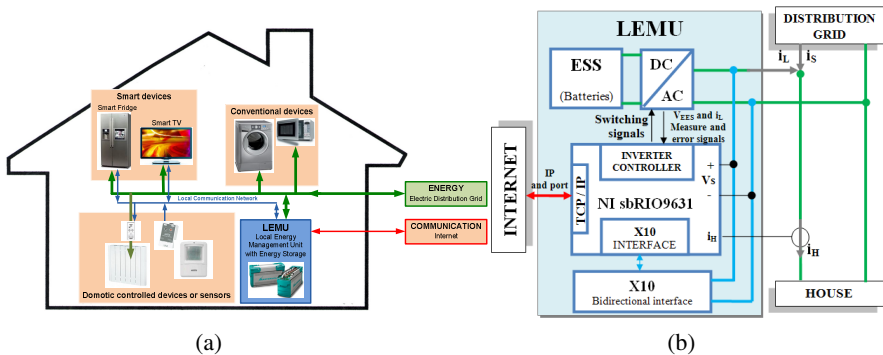 Smart devices
Smart Fridge
Smart TV
Conventional devices
Local Communication Network
ENERGY
Electric Distribution Grid
COMMUNICATION
Internet
LEMU
Local Energy
Management Unit
with Energy Storage
Domotic controlled devices or sensors
(a)
LEMU
DISTRIBUTION
GRID
ESS
(Batteries)
DC
AC
iL
iS
Switching
signals
VEES and iL
Measure and
error signals
INTERNET
IP
and port
TCP / IP
INVERTER
CONTROLLER
NI sbRIO9631
+
VS
-
X10
INTERFACE
iH
iH
X10
Bidirectional interface
HOUSE
(b)